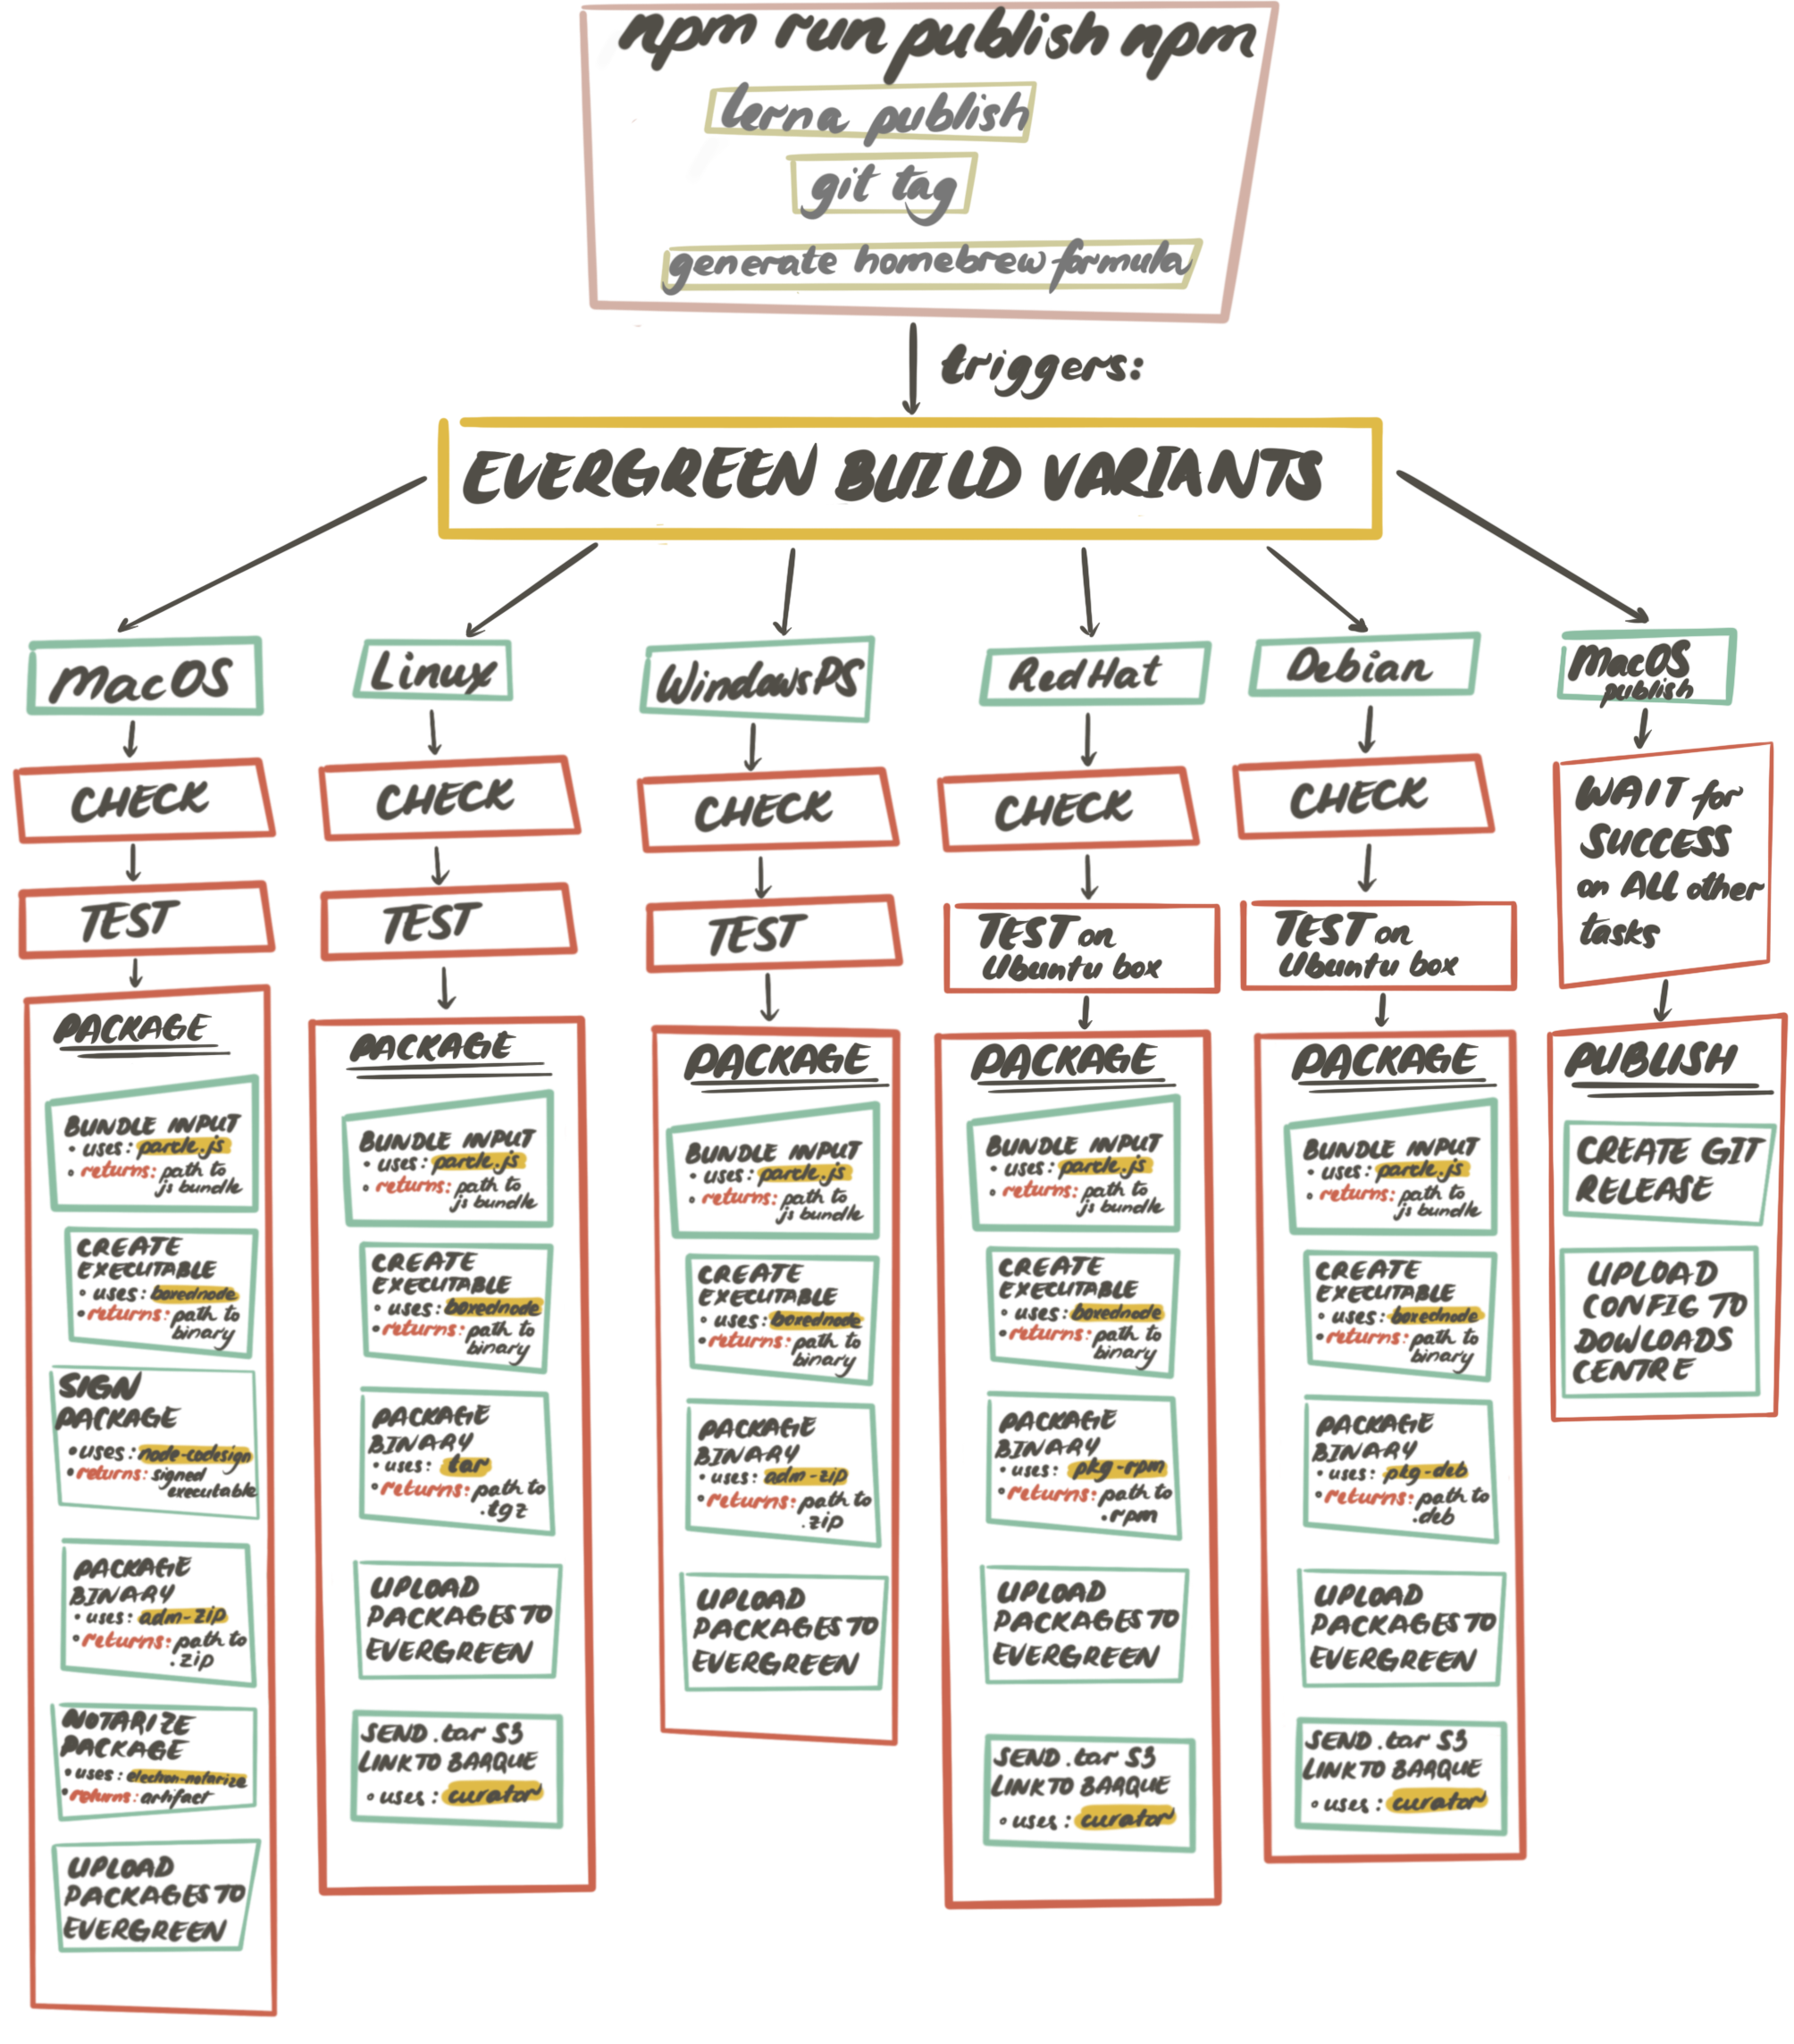 npm run publish npm
lerna publish
git tag
generate homebrew formula
triggers:
EVERGREEN BUILD VARIANTS
MacOS
CHECK
TEST
PACKAGE
BUNDLE INPUT
• uses: parcle.js
• returns: path to
js bundle
CREATE
EXECUTABLE
• uses: boxednode
• returns: path to
binary
SIGN
PACKAGE
• uses: node-codesign
• returns: signed
executable
PACKAGE
BINARY
• uses: adm-zip
• returns: path to
.zip
NOTARIZE
PACKAGE
• uses: electron-notarize
• returns: artifact
UPLOAD
PACKAGES TO
EVERGREEN
Linux
CHECK
TEST
PACKAGE
BUNDLE INPUT
• uses: parcle.js
• returns: path to
js bundle
CREATE
EXECUTABLE
• uses: boxednode
• returns: path to
binary
PACKAGE
BINARY
• uses: tar
• returns: path to
.tgz
UPLOAD
PACKAGES TO
EVERGREEN
SEND .tar S3
LINK TO BARQUE
• uses: curator
WindowsPS
CHECK
TEST
PACKAGE
BUNDLE INPUT
• uses: parcle.js
• returns: path to
js bundle
CREATE
EXECUTABLE
• uses: boxednode
• returns: path to
binary
PACKAGE
BINARY
• uses: adm-zip
• returns: path to
.zip
UPLOAD
PACKAGES TO
EVERGREEN
RedHat
CHECK
TEST on
Ubuntu box
PACKAGE
BUNDLE INPUT
• uses: parcle.js
• returns: path to
js bundle
CREATE
EXECUTABLE
• uses: boxednode
• returns: path to
binary
PACKAGE
BINARY
• uses: pkg-rpm
• returns: path to
.rpm
UPLOAD
PACKAGES TO
EVERGREEN
SEND .tar S3
LINK TO BARQUE
• uses: curator
Debian
CHECK
TEST on
Ubuntu box
PACKAGE
BUNDLE INPUT
• uses: parcle.js
• returns: path to
js bundle
CREATE
EXECUTABLE
• uses: boxednode
• returns: path to
binary
PACKAGE
BINARY
• uses: pkg-deb
• returns: path to
.deb
UPLOAD
PACKAGES TO
EVERGREEN
SEND .tar S3
LINK TO BARQUE
• uses: curator
MacOS
publish
WAIT for
SUCCESS
on ALL other
tasks
PUBLISH
CREATE GIT
RELEASE
UPLOAD
CONFIG TO
DOWLOADS
CENTRE